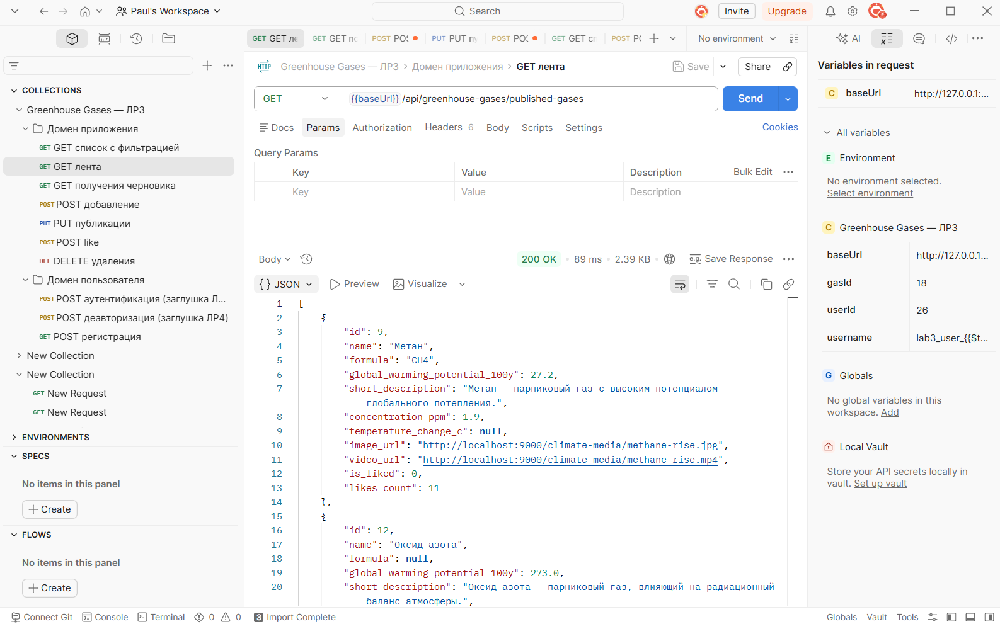 Paul's Workspace
Search
Invite
Upgrade
GET GET ле
GET GET по
POST POS
PUT PUT пу
POST POS
GET GET сп
POST PO
No environment
AI
COLLECTIONS
Greenhouse Gases — ЛР3
Домен приложения
GET GET список с фильтрацией
GET GET лента
GET GET получения черновика
POST POST добавление
PUT PUT публикации
POST POST like
DEL DELETE удаления
Домен пользователя
POST POST аутентификация (заглушка Л...
POST POST деавторизация (заглушка ЛР4)
GET POST регистрация
New Collection
New Collection
GET New Request
GET New Request
ENVIRONMENTS
SPECS
No items in this panel
Create
FLOWS
No items in this panel
Create
HTTP Greenhouse Gases — ЛР3 > Домен приложения > GET лента
Save
Share
GET {{baseUrl}} /api/greenhouse-gases/published-gases
Send
Docs Params Authorization Headers 6 Body Scripts Settings
Cookies
Query Params
Key Value Description Bulk Edit
Key Value Description
Body
200 OK • 89 ms • 2.39 KB
e.g. Save Response
{} JSON Preview Visualize
1 [
2 {
3 "id": 9,
4 "name": "Метан",
5 "formula": "CH4",
6 "global_warming_potential_100y": 27.2,
7 "short_description": "Метан — парниковый газ с высоким потенциалом
глобального потепления.",
8 "concentration_ppm": 1.9,
9 "temperature_change_c": null,
10 "image_url": "http://localhost:9000/climate-media/methane-rise.jpg",
11 "video_url": "http://localhost:9000/climate-media/methane-rise.mp4",
12 "is_liked": 0,
13 "likes_count": 11
14 },
15 {
16 "id": 12,
17 "name": "Оксид азота",
18 "formula": null,
19 "global_warming_potential_100y": 273.0,
20 "short_description": "Оксид азота — парниковый газ, влияющий на радиационный
баланс атмосферы.",
Variables in request
C baseUrl http://127.0.0.1:...
All variables
E Environment
No environment selected.
Select environment
C Greenhouse Gases — ЛР3
baseUrl http://127.0.0.1...
gasId 18
userId 26
username lab3_user_{{$t...
G Globals
No global variables in this
workspace. Add
Local Vault
Store your API secrets locally in
vault. Set up vault
Connect Git Console Terminal 0 0 3 Import Complete
Globals Vault Tools